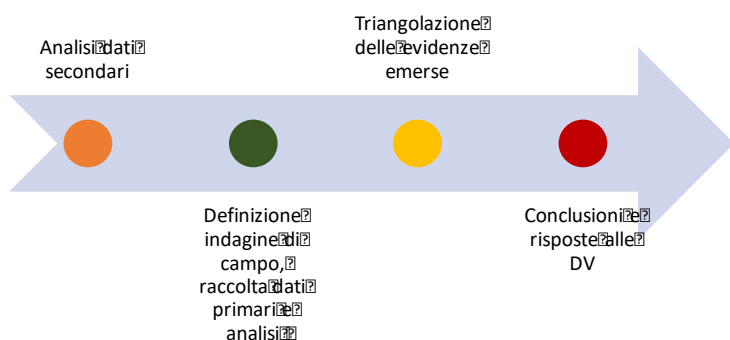 Analisi dati
secondari
Definizione
indagine di
campo,
raccolta dati
primari e
analisi
Triangolazione
delle evidenze
emerse
Conclusioni e
risposte alle
DV